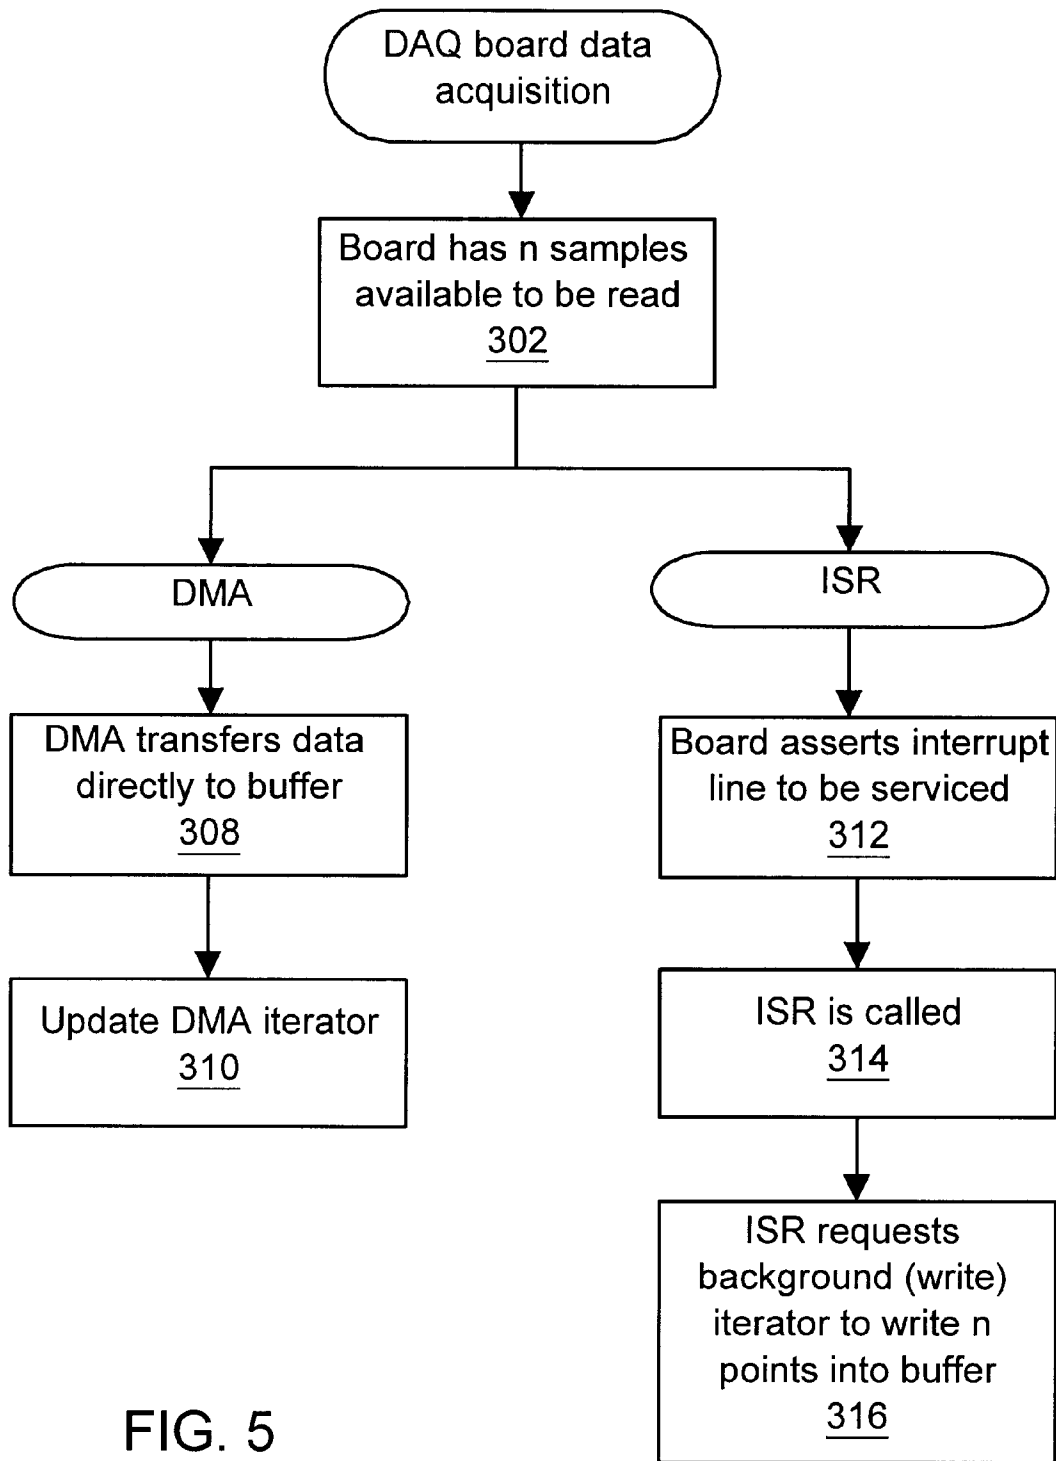 DAQ board data
acquisition
Board has n samples
available to be read
302
DMA
DMA transfers data
directly to buffer
308
Update DMA iterator
310
ISR
Board asserts interrupt
line to be serviced
312
ISR is called
314
ISR requests
background (write)
iterator to write n
points into buffer
316
FIG. 5